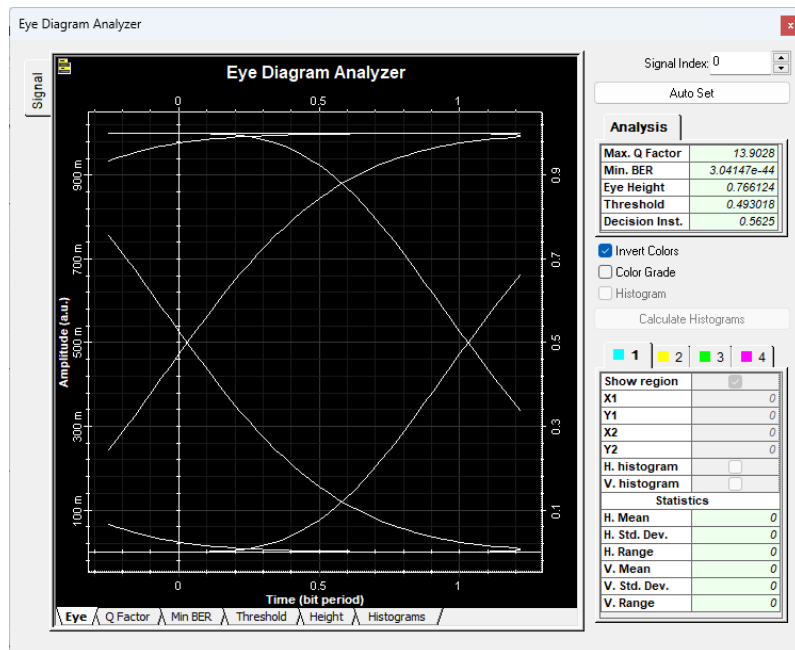 Eye Diagram Analyzer
x
Signal
Eye Diagram Analyzer
0 0.5 1
Amplitude (a.u.)
900 m
700 m
500 m
300 m
100 m
0.9
0.7
0.5
0.3
0.1
0 0.5 1
Time (bit period)
Eye Q Factor Min BER Threshold Height Histograms
Signal Index: 0
Auto Set
Analysis
Max. Q Factor 13.9028
Min. BER 3.04147e-44
Eye Height 0.766124
Threshold 0.493018
Decision Inst. 0.5625
Invert Colors
Color Grade
Histogram
Calculate Histograms
1 2 3 4
Show region
X1 0
Y1 0
X2 0
Y2 0
H. histogram
V. histogram
Statistics
H. Mean 0
H. Std. Dev. 0
H. Range 0
V. Mean 0
V. Std. Dev. 0
V. Range 0